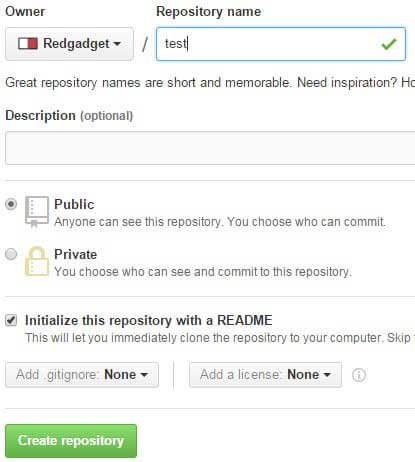 Owner Repository name
Redgadget / test
Great repository names are short and memorable. Need inspiration?
Description (optional)
Public
Anyone can see this repository. You choose who can commit.
Private
You choose who can see and commit to this repository.
Initialize this repository with a README
This will let you immediately clone the repository to your computer. Skip
Add .gitignore: None Add a license: None
Create repository